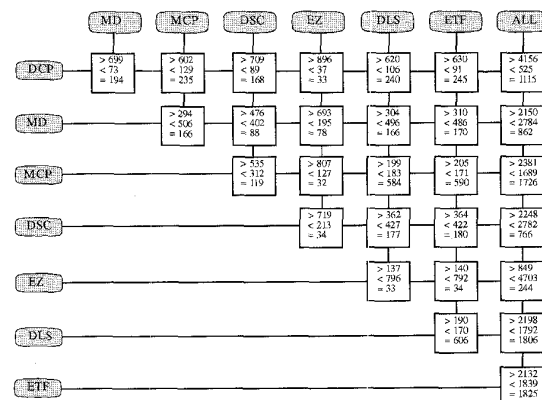 MD MCP DSC EZ DLS ETF ALL
> 699 > 602 > 709 > 896 > 620 > 630 > 4156
DCP < 73 < 129 < 89 < 37 < 106 < 91 < 525
= 194 = 235 = 168 = 33 = 240 = 245 = 1115
> 294 > 476 > 693 > 304 > 310 > 2150
MD < 506 < 402 < 195 < 496 < 486 < 2784
= 166 = 88 = 78 = 166 = 170 = 862
> 535 > 807 > 199 > 205 > 2381
MCP < 312 < 127 < 183 < 171 < 1689
= 119 = 32 = 584 = 590 = 1726
> 719 > 362 > 364 > 2248
DSC < 213 < 427 < 422 < 2782
= 34 = 177 = 180 = 766
> 137 > 140 > 849
EZ < 796 < 792 < 4703
= 33 = 34 = 244
> 190 > 2198
DLS < 170 < 1792
= 606 = 1806
> 2132
ETF < 1839
= 1825